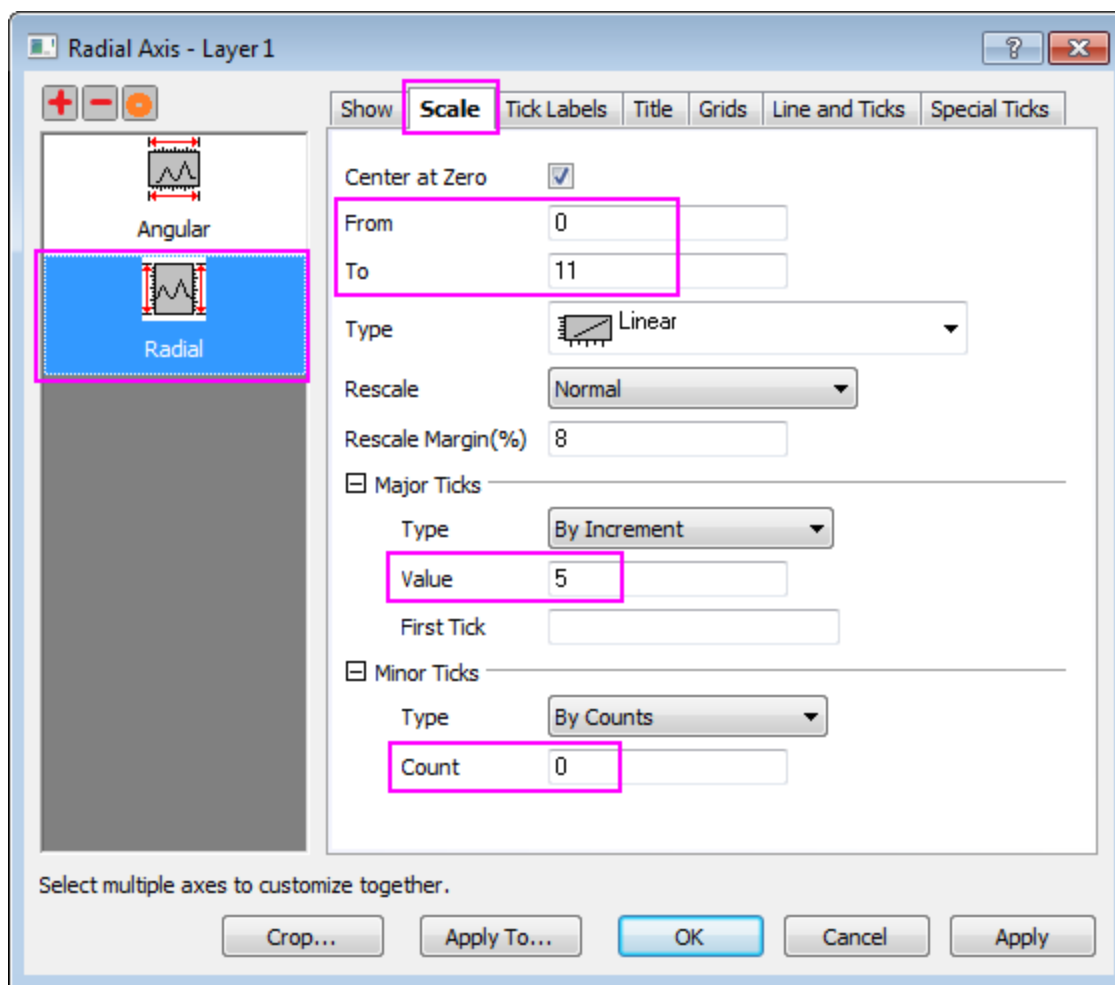 Radial Axis - Layer 1
Show Scale Tick Labels Title Grids Line and Ticks Special Ticks
Angular
Radial
Center at Zero
From 0
To 11
Type Linear
Rescale Normal
Rescale Margin(%) 8
Major Ticks
Type By Increment
Value 5
First Tick
Minor Ticks
Type By Counts
Count 0
Select multiple axes to customize together.
Crop... Apply To... OK Cancel Apply